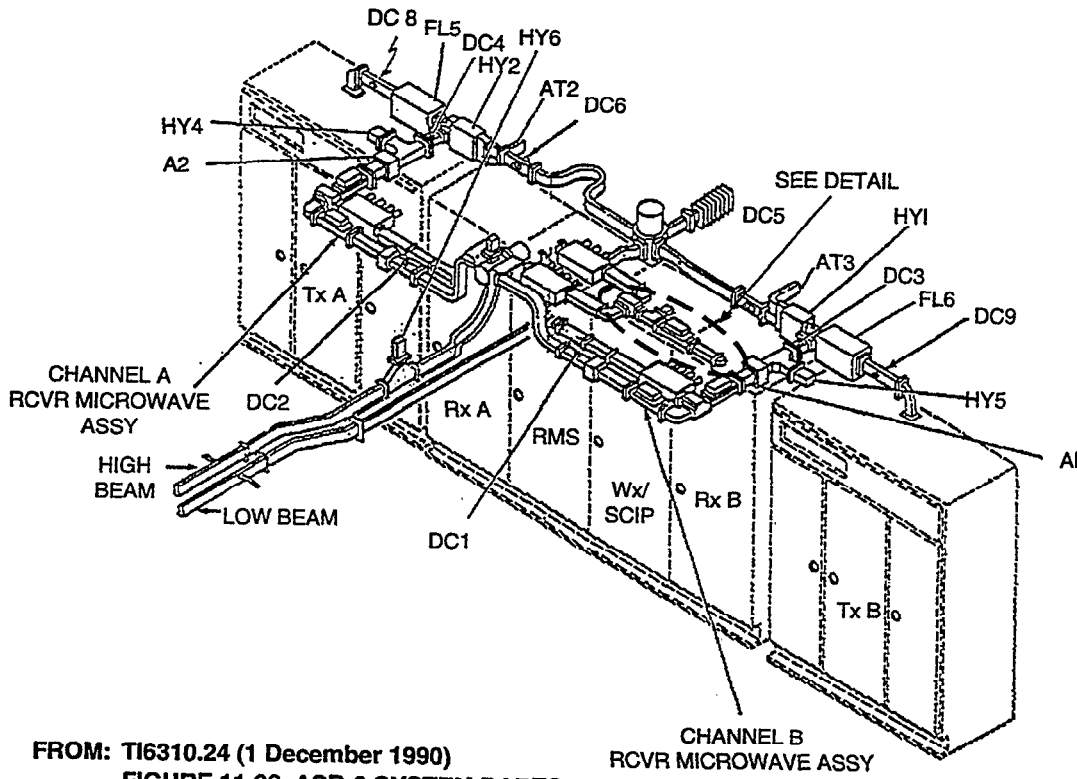 DC 8
FL5
DC4
HY6
HY2
AT2
DC6
HY4
A2
SEE DETAIL
DC5
HY1
AT3
DC3
FL6
DC9
Tx A
CHANNEL A
RCVR MICROWAVE
ASSY
DC2
Rx A
RMS
HY5
HIGH
BEAM
Wx/
SCIP
Rx B
LOW BEAM
DC1
Tx B
CHANNEL B
RCVR MICROWAVE ASSY
FROM: TI6310.24 (1 December 1990)